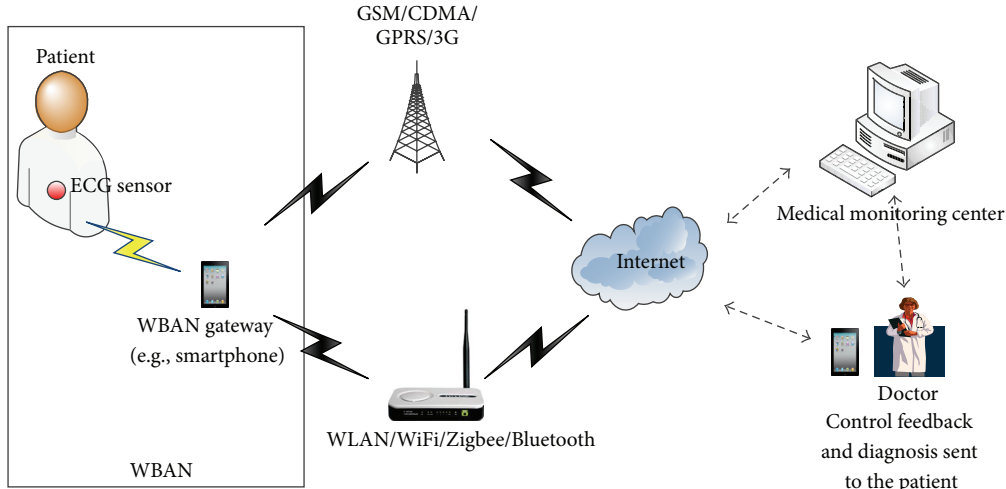 GSM/CDMA/
GPRS/3G
Patient
ECG sensor
WBAN gateway
(e.g., smartphone)
WBAN
WLAN/WiFi/Zigbee/Bluetooth
Internet
Medical monitoring center
Doctor
Control feedback
and diagnosis sent
to the patient